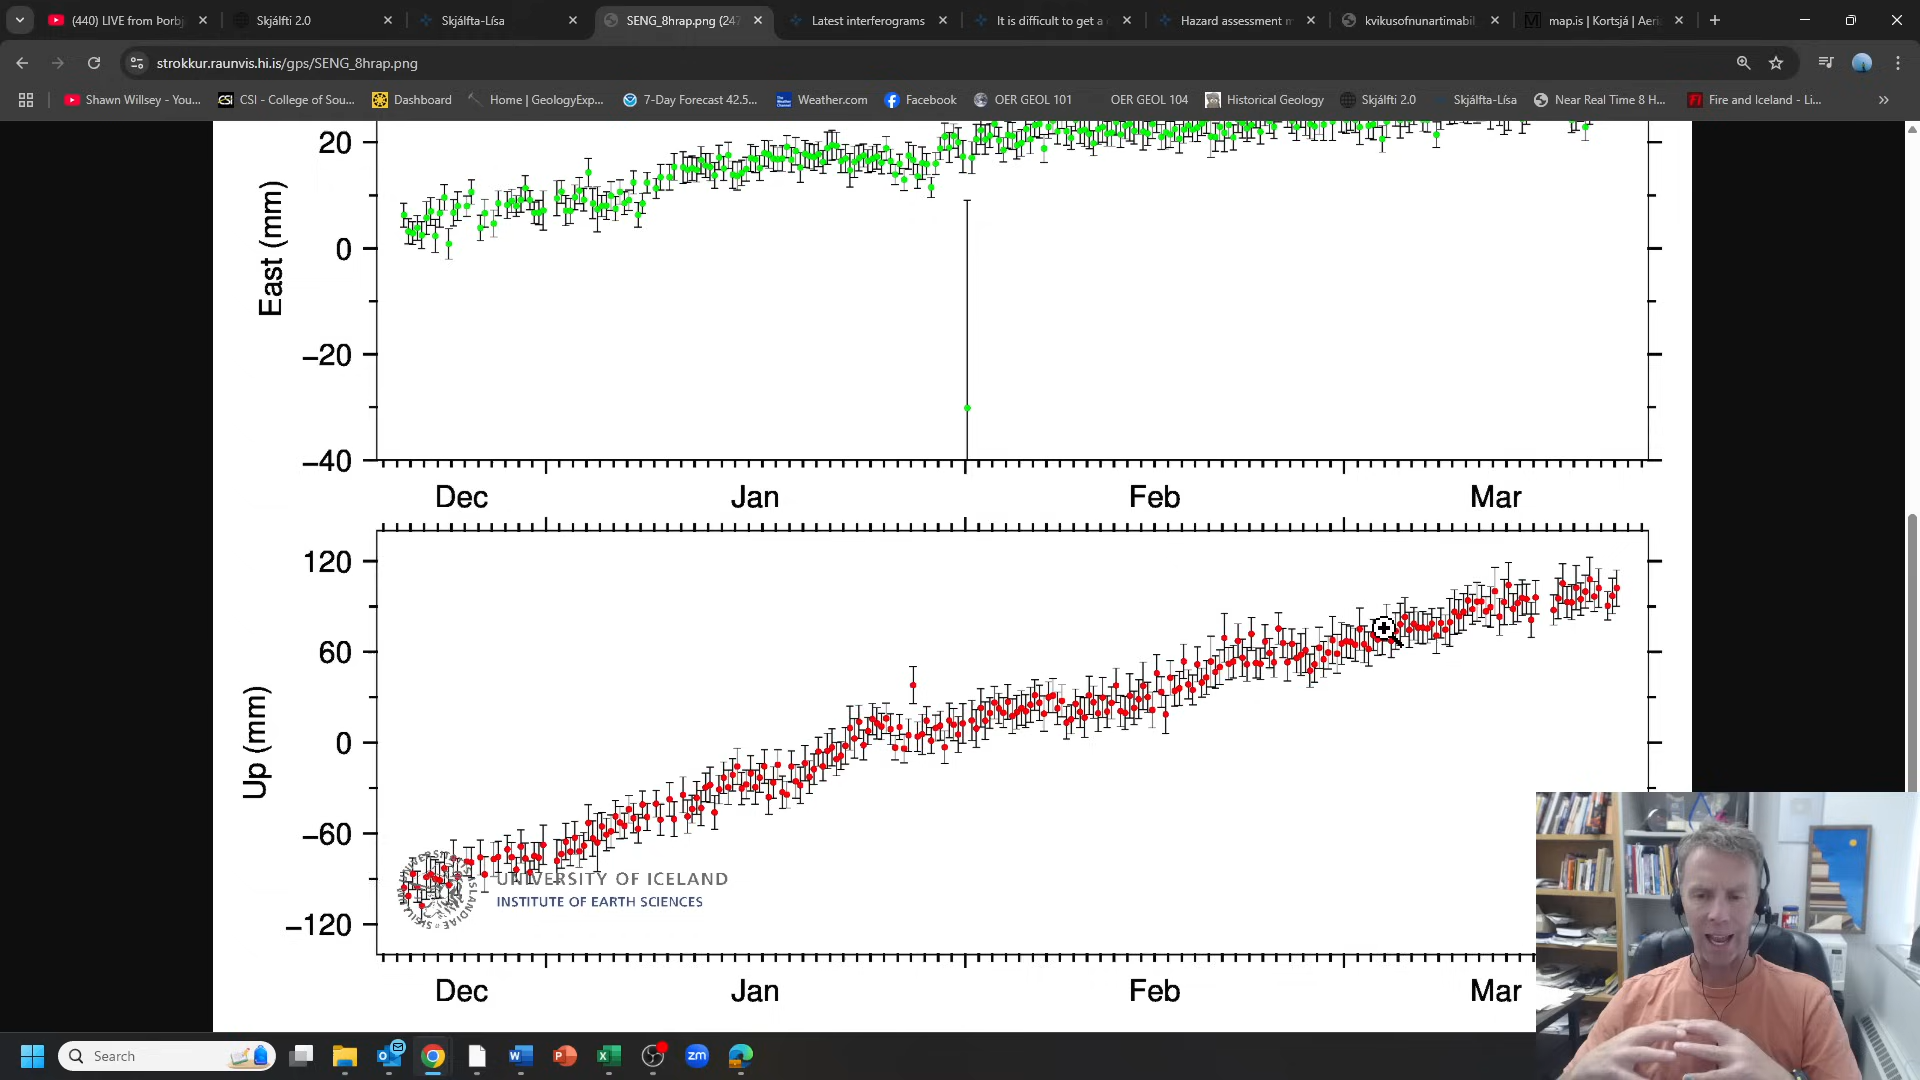 (440) LIVE from Þorbj
Skjálfti 2.0
Skjálfta-Lísa
SENG_8hrap.png (247
Latest interferograms
It is difficult to get a
Hazard assessment m
kvikusofnunartimabil
map.is | Kortsjá | Aeri
strokkur.raunvis.hi.is/gps/SENG_8hrap.png
Shawn Willsey - You...
CSI - College of Sou...
Dashboard
Home | GeologyExp...
7-Day Forecast 42.5...
Weather.com
Facebook
OER GEOL 101
OER GEOL 104
Historical Geology
Skjálfti 2.0
Skjálfta-Lísa
Near Real Time 8 H...
Fire and Iceland - Li...
East (mm)
20
0
−20
−40
Dec
Jan
Feb
Mar
Up (mm)
120
60
0
−60
−120
UNIVERSITY OF ICELAND
INSTITUTE OF EARTH SCIENCES
Dec
Jan
Feb
Mar
Search
zm